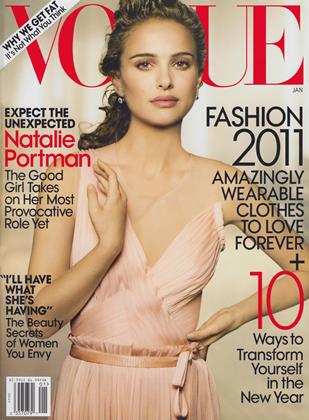 WHY WE GET FAT
It's Not What You Think
VOGUE
JAN
EXPECT THE
UNEXPECTED
Natalie
Portman
The Good
Girl Takes
on Her Most
Provocative
Role Yet
"I'LL HAVE
WHAT
SHE'S
HAVING"
The Beauty
Secrets
of Women
You Envy
FASHION
2011
AMAZINGLY
WEARABLE
CLOTHES
TO LOVE
FOREVER
+
10
Ways to
Transform
Yourself
in the
New Year